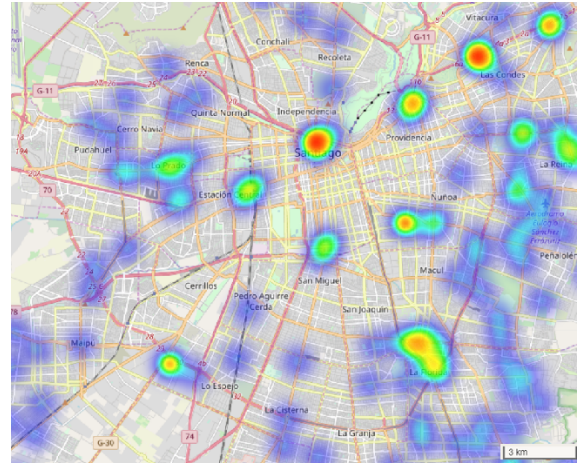 Vitacura
Conchalí
G-11
Renca
Recoleta
Las Condes
G-11
Quinta Normal
Independencia
Cerro Navia
Providencia
Pudahuel
Santiago
Lo Prado
La Reina
70
Estación Central
Ñuñoa
Peñalolén
Macul
San Miguel
Cerrillos
Pedro Aguirre
Cerda
San Joaquín
78
Maipú
La Florida
Lo Espejo
La Cisterna
La Granja
G-30
74
3 km